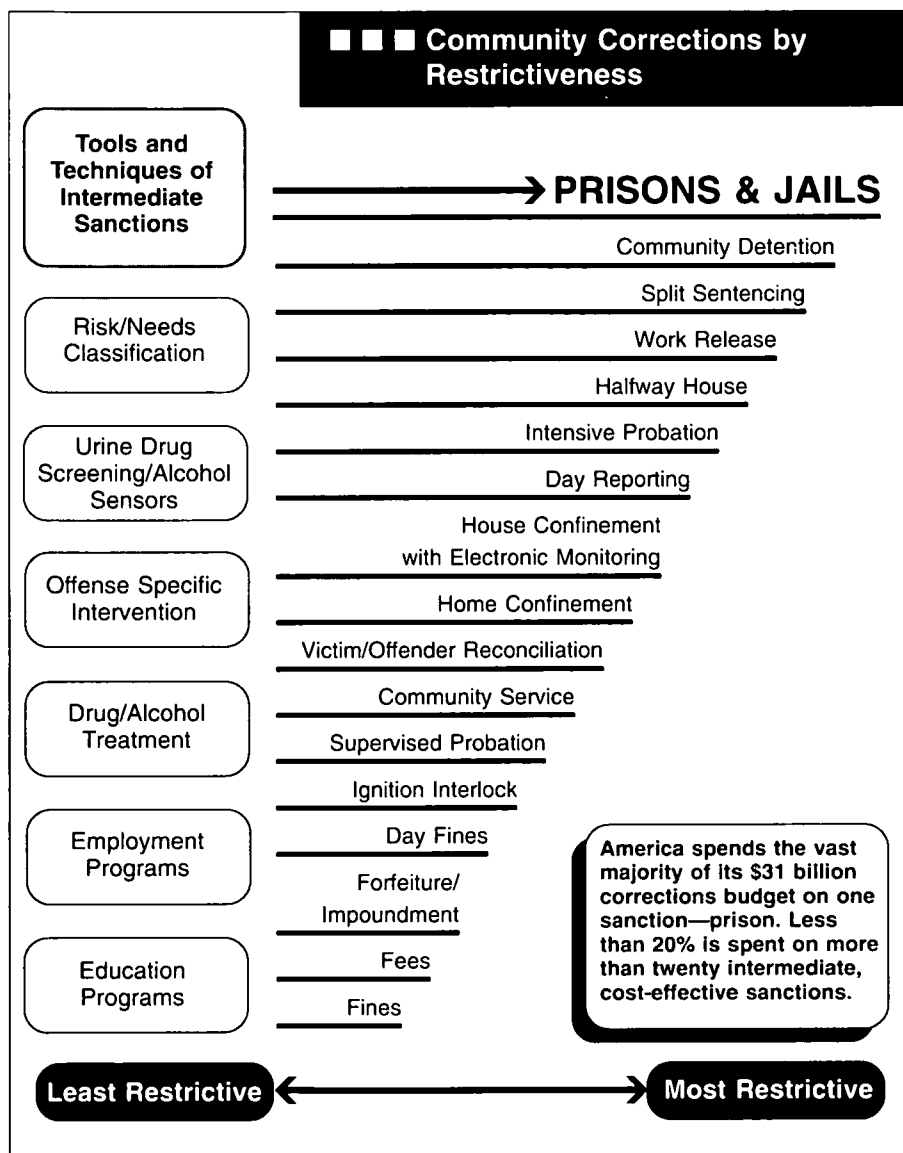 ■ ■ ■ Community Corrections by
Restrictiveness
Tools and
Techniques of
Intermediate
Sanctions
PRISONS & JAILS
Community Detention
Split Sentencing
Risk/Needs
Classification
Work Release
Halfway House
Intensive Probation
Urine Drug
Screening/Alcohol
Sensors
Day Reporting
House Confinement
with Electronic Monitoring
Offense Specific
Intervention
Home Confinement
Victim/Offender Reconciliation
Community Service
Drug/Alcohol
Treatment
Supervised Probation
Ignition Interlock
Employment
Programs
Day Fines
Forfeiture/
Impoundment
Education
Programs
Fees
Fines
America spends the vast
majority of its $31 billion
corrections budget on one
sanction—prison. Less
than 20% is spent on more
than twenty intermediate,
cost-effective sanctions.
Least Restrictive
Most Restrictive